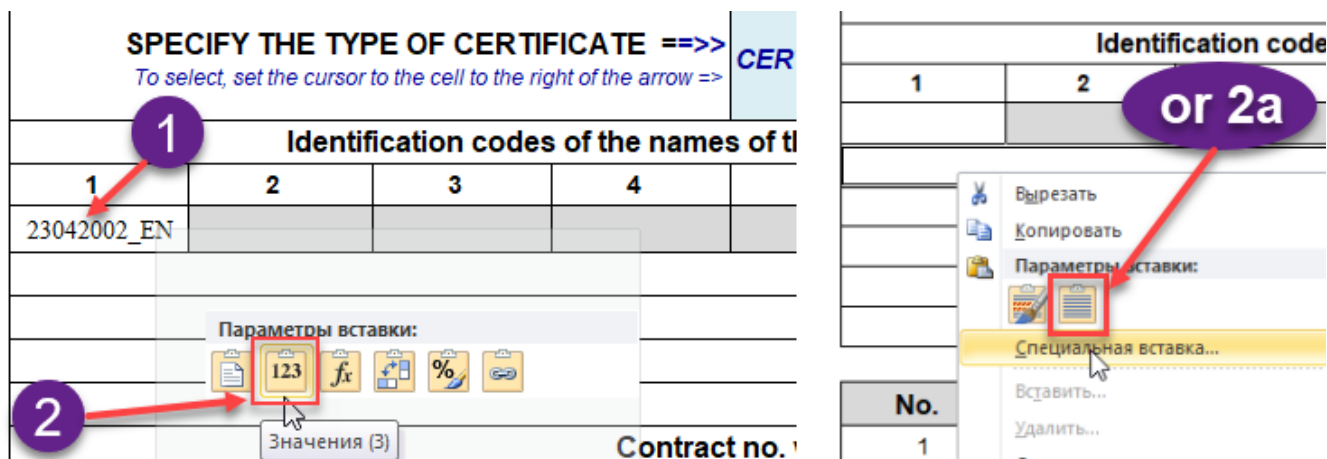 SPECIFY THE TYPE OF CERTIFICATE ==>>
CER
To select, set the cursor to the cell to the right of the arrow =>
1
Identification codes of the names of th
1 2 3 4
23042002_EN
Параметры вставки:
123 fx %
2
Значения (3)
Contract no.
Identification code
1 2
or 2a
Вырезать
Копировать
Параметры вставки:
Специальная вставка...
Вставить...
No.
Удалить...
1